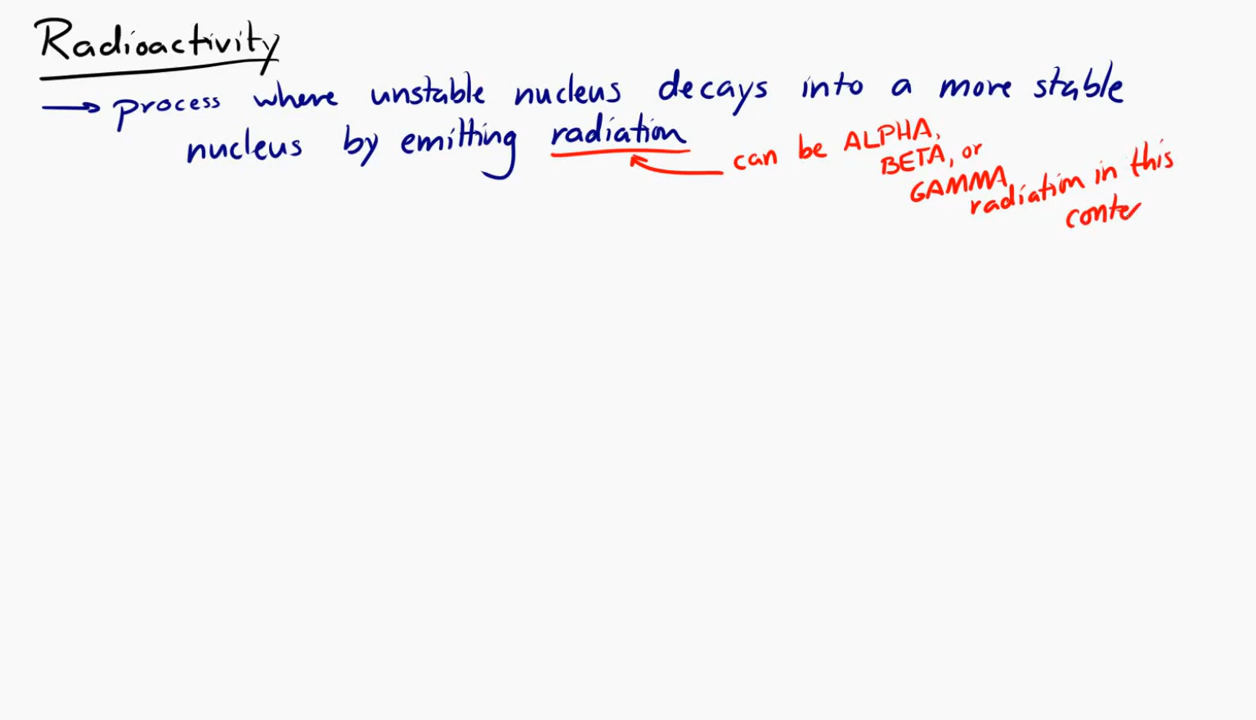 Radioactivity
→ process where unstable nucleus decays into a more stable
nucleus by emitting radiation
can be ALPHA,
BETA, or
GAMMA
radiation in this
conte